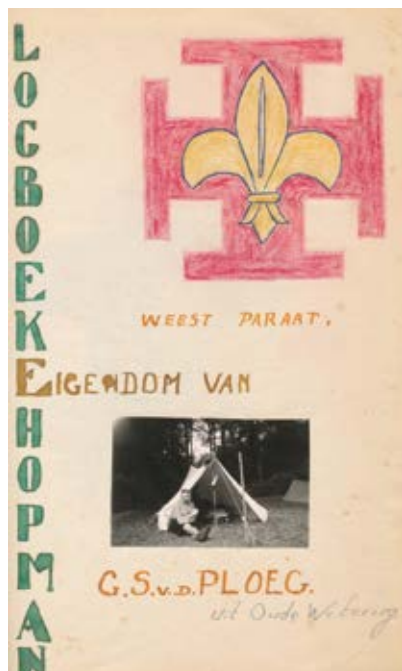 LOGBOEK
HOPMAN
WEEST PARAAT.
EIGENDOM VAN
G.S.v.D. PLOEG.
uit Oude Wetering